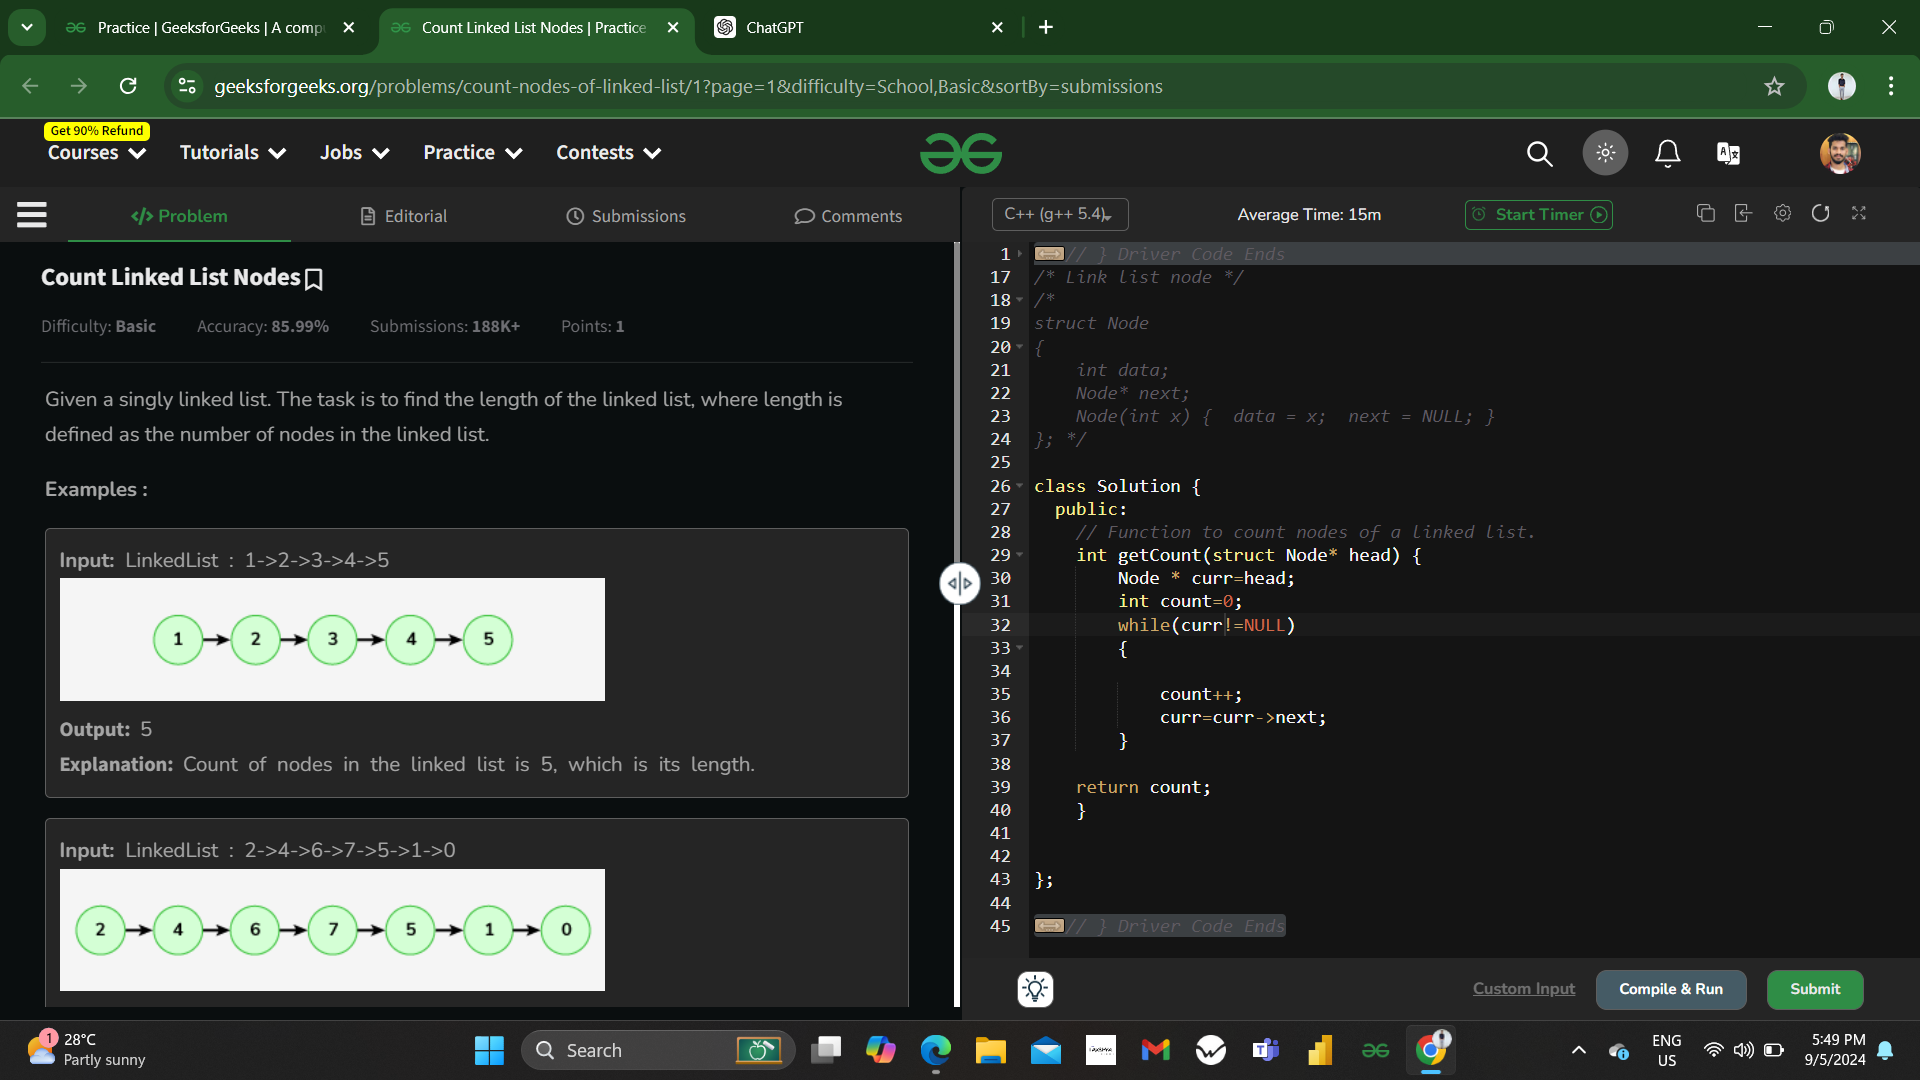 Practice | GeeksforGeeks | A comp
Count Linked List Nodes | Practice
ChatGPT
geeksforgeeks.org/problems/count-nodes-of-linked-list/1?page=1&difficulty=School,Basic&sortBy=submissions
Get 90% Refund
Courses
Tutorials
Jobs
Practice
Contests
</> Problem
Editorial
Submissions
Comments
C++ (g++ 5.4)
Average Time: 15m
Start Timer
Count Linked List Nodes
Difficulty: Basic
Accuracy: 85.99%
Submissions: 188K+
Points: 1
Given a singly linked list. The task is to find the length of the linked list, where length is
defined as the number of nodes in the linked list.
Examples :
Input: LinkedList : 1->2->3->4->5
1 2 3 4 5
Output: 5
Explanation: Count of nodes in the linked list is 5, which is its length.
Input: LinkedList : 2->4->6->7->5->1->0
2 4 6 7 5 1 0
1 // } Driver Code Ends
17 /* Link list node */
18 /*
19 struct Node
20 {
21 int data;
22 Node* next;
23 Node(int x) { data = x; next = NULL; }
24 }; */
25
26 class Solution {
27 public:
28 // Function to count nodes of a linked list.
29 int getCount(struct Node* head) {
30 Node * curr=head;
31 int count=0;
32 while(curr!=NULL)
33 {
34
35 count++;
36 curr=curr->next;
37 }
38
39 return count;
40 }
41
42
43 };
44
45 // } Driver Code Ends
Custom Input
Compile & Run
Submit
1
28°C
Partly sunny
Search
ENG
US
5:49 PM
9/5/2024